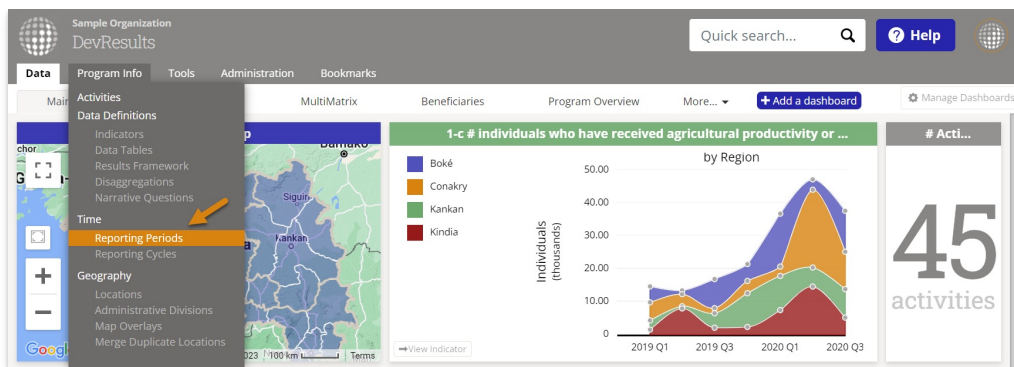 Sample Organization
DevResults
Quick search...
? Help
Data Program Info Tools Administration Bookmarks
MultiMatrix Beneficiaries Program Overview More... + Add a dashboard Manage Dashboards
Activities
Data Definitions
Indicators
Data Tables
Results Framework
Disaggregations
Narrative Questions
Time
Reporting Periods
Reporting Cycles
Geography
Locations
Administrative Divisions
Map Overlays
Merge Duplicate Locations
Siguiri
Kankan
100 km
Terms
1-c # individuals who have received agricultural productivity or ...
Boké
Conakry
Kankan
Kindia
by Region
Individuals
(thousands)
50.00
40.00
30.00
20.00
10.00
0
2019 Q1 2019 Q3 2020 Q1 2020 Q3
View Indicator
# Acti...
45
activities